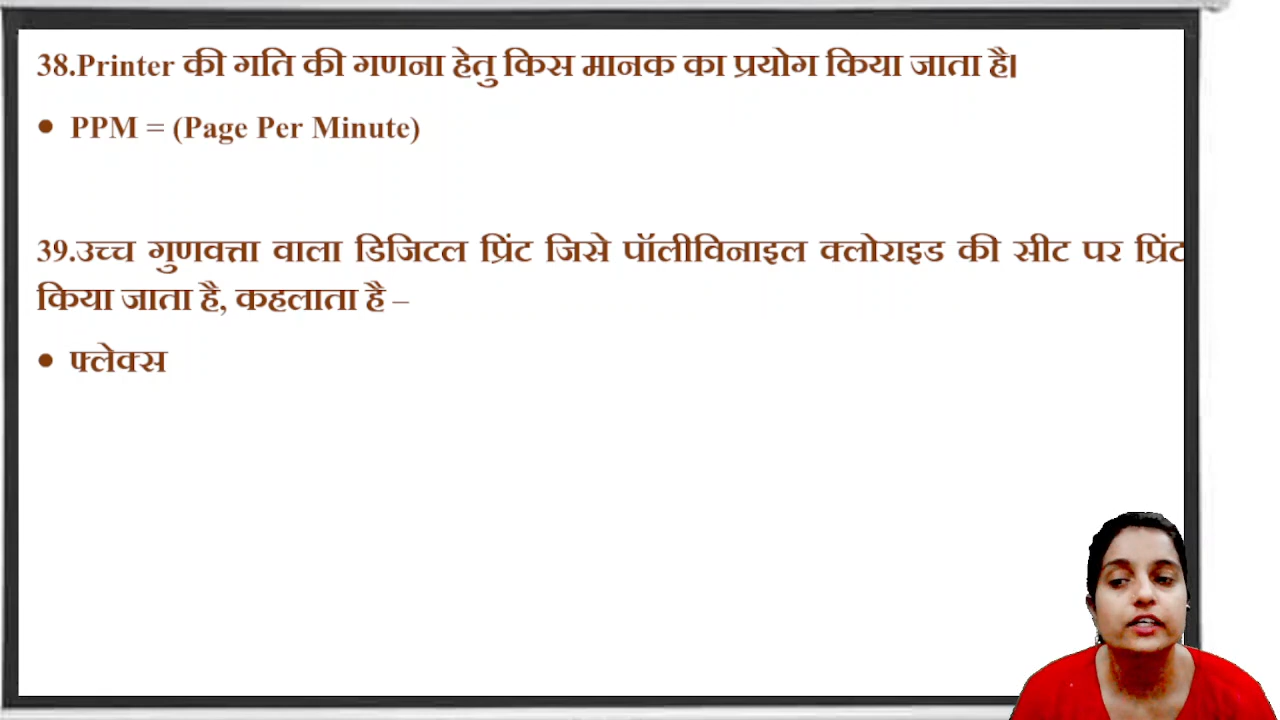 38.Printer की गति की गणना हेतु किस मानक का प्रयोग किया जाता है।
• PPM = (Page Per Minute)
39.उच्च गुणवत्ता वाला डिजिटल प्रिंट जिसे पॉलीविनाइल क्लोराइड की सीट पर प्रिंट
किया जाता है, कहलाता है –
• फ्लेक्स